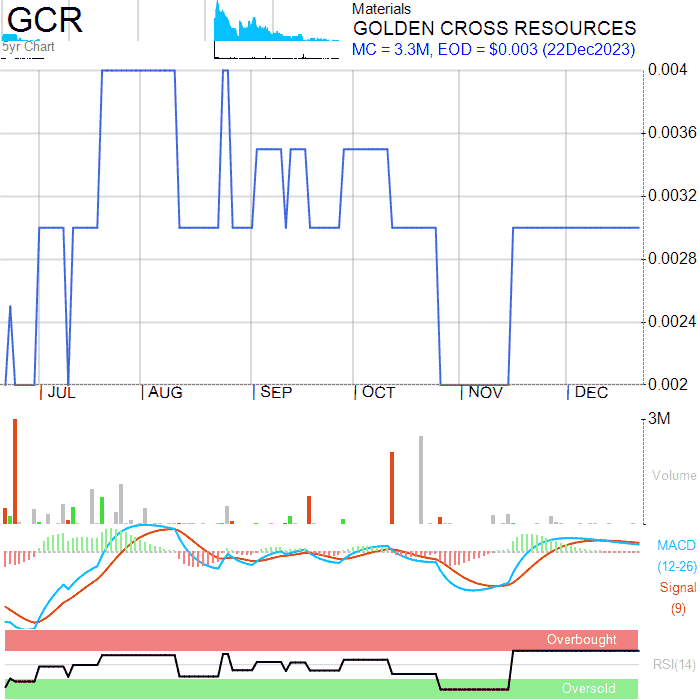 GCR
5yr Chart
Materials
GOLDEN CROSS RESOURCES
MC = 3.3M, EOD = $0.003 (22Dec2023)
0.004
0.0036
0.0032
0.0028
0.0024
0.002
JUL AUG SEP OCT NOV DEC
3M
Volume
MACD
(12-26)
Signal
(9)
Overbought
RSI(14)
Oversold